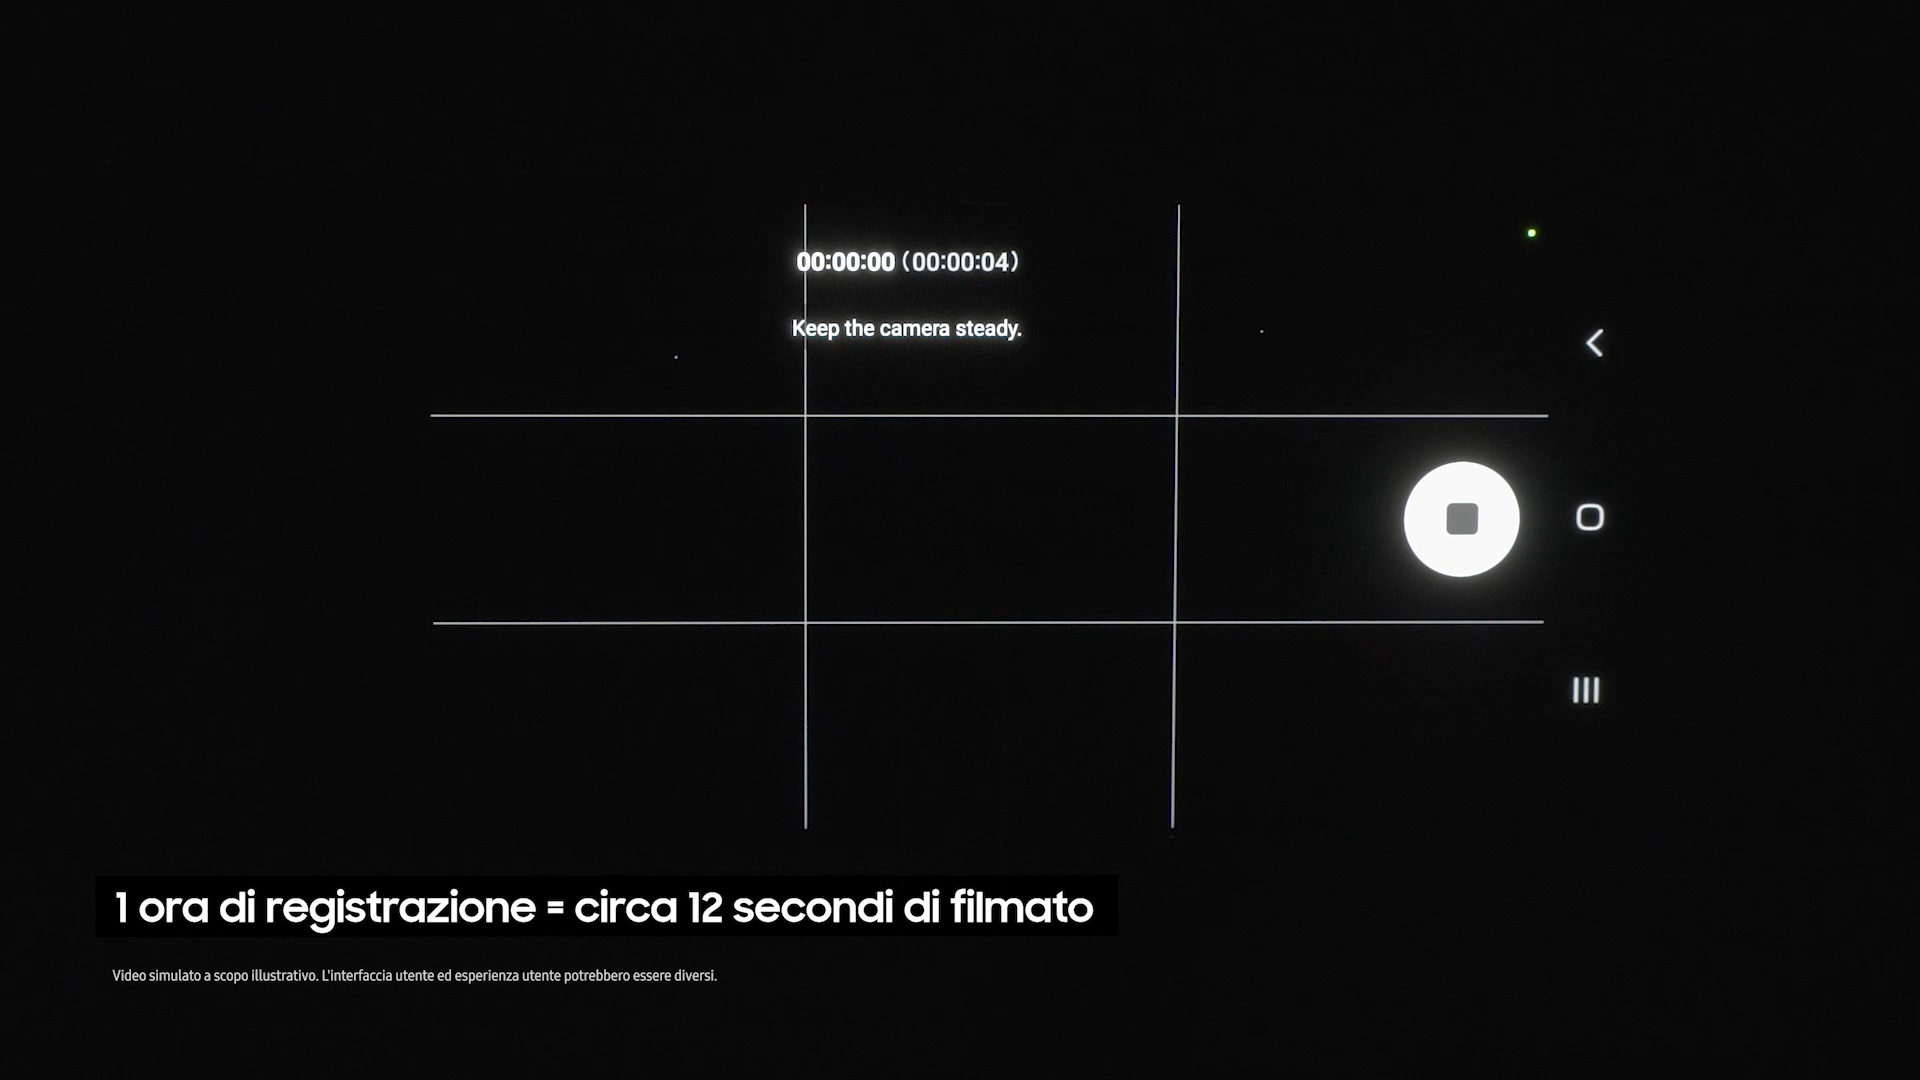 00:00:00 (00:00:04)
Keep the camera steady.
1 ora di registrazione = circa 12 secondi di filmato
Video simulato a scopo illustrativo. L'interfaccia utente ed esperienza utente potrebbero essere diversi.